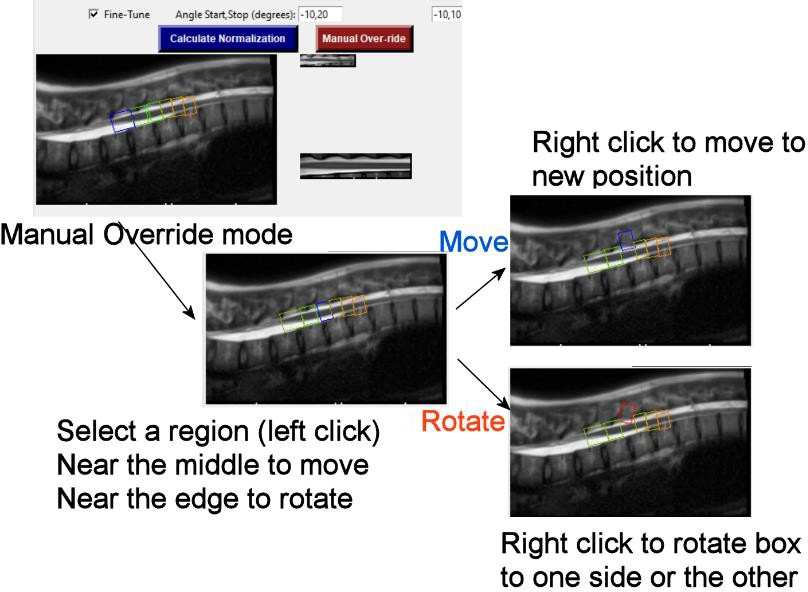 Fine-Tune Angle Start,Stop (degrees): -10,20 -10,10
Calculate Normalization Manual Over-ride
Right click to move to
new position
Manual Override mode
Move
Select a region (left click)
Near the middle to move
Near the edge to rotate
Rotate
Right click to rotate box
to one side or the other